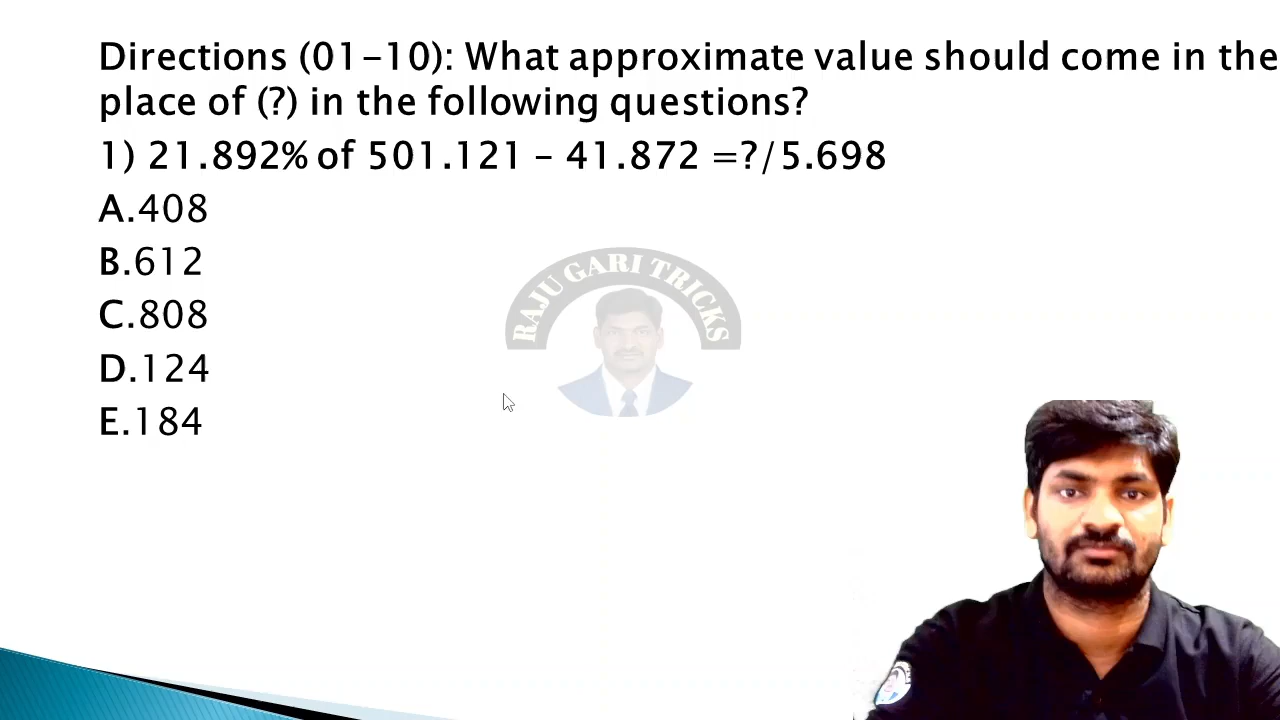 Directions (01-10): What approximate value should come in the
place of (?) in the following questions?
1) 21.892% of 501.121 – 41.872 =?/5.698
A.408
B.612
C.808
D.124
E.184
RAJU GARI TRICKS